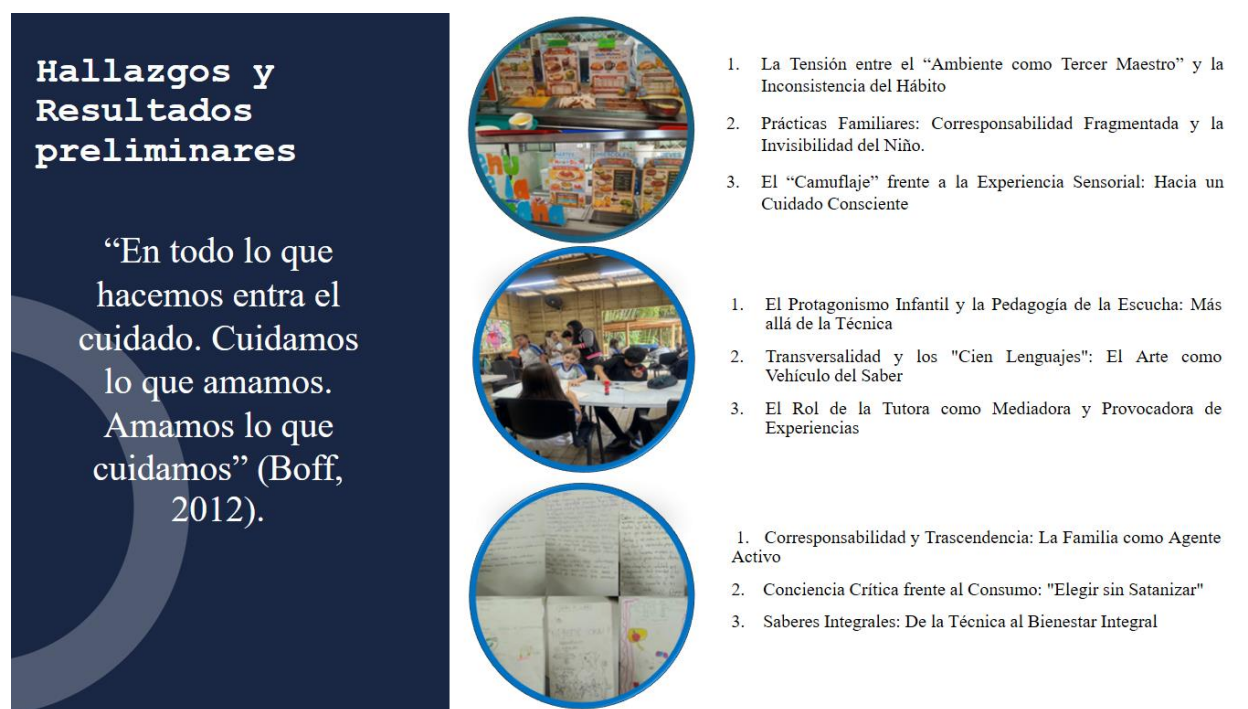 Hallazgos y
Resultados
preliminares
“En todo lo que
hacemos entra el
cuidado. Cuidamos
lo que amamos.
Amamos lo que
cuidamos” (Boff,
2012).
1. La Tensión entre el “Ambiente como Tercer Maestro” y la
Inconsistencia del Hábito
2. Prácticas Familiares: Corresponsabilidad Fragmentada y la
Invisibilidad del Niño.
3. El “Camuflaje” frente a la Experiencia Sensorial: Hacia un
Cuidado Consciente
1. El Protagonismo Infantil y la Pedagogía de la Escucha: Más
allá de la Técnica
2. Transversalidad y los "Cien Lenguajes": El Arte como
Vehículo del Saber
3. El Rol de la Tutora como Mediadora y Provocadora de
Experiencias
1. Corresponsabilidad y Trascendencia: La Familia como Agente
Activo
2. Conciencia Crítica frente al Consumo: "Elegir sin Satanizar"
3. Saberes Integrales: De la Técnica al Bienestar Integral